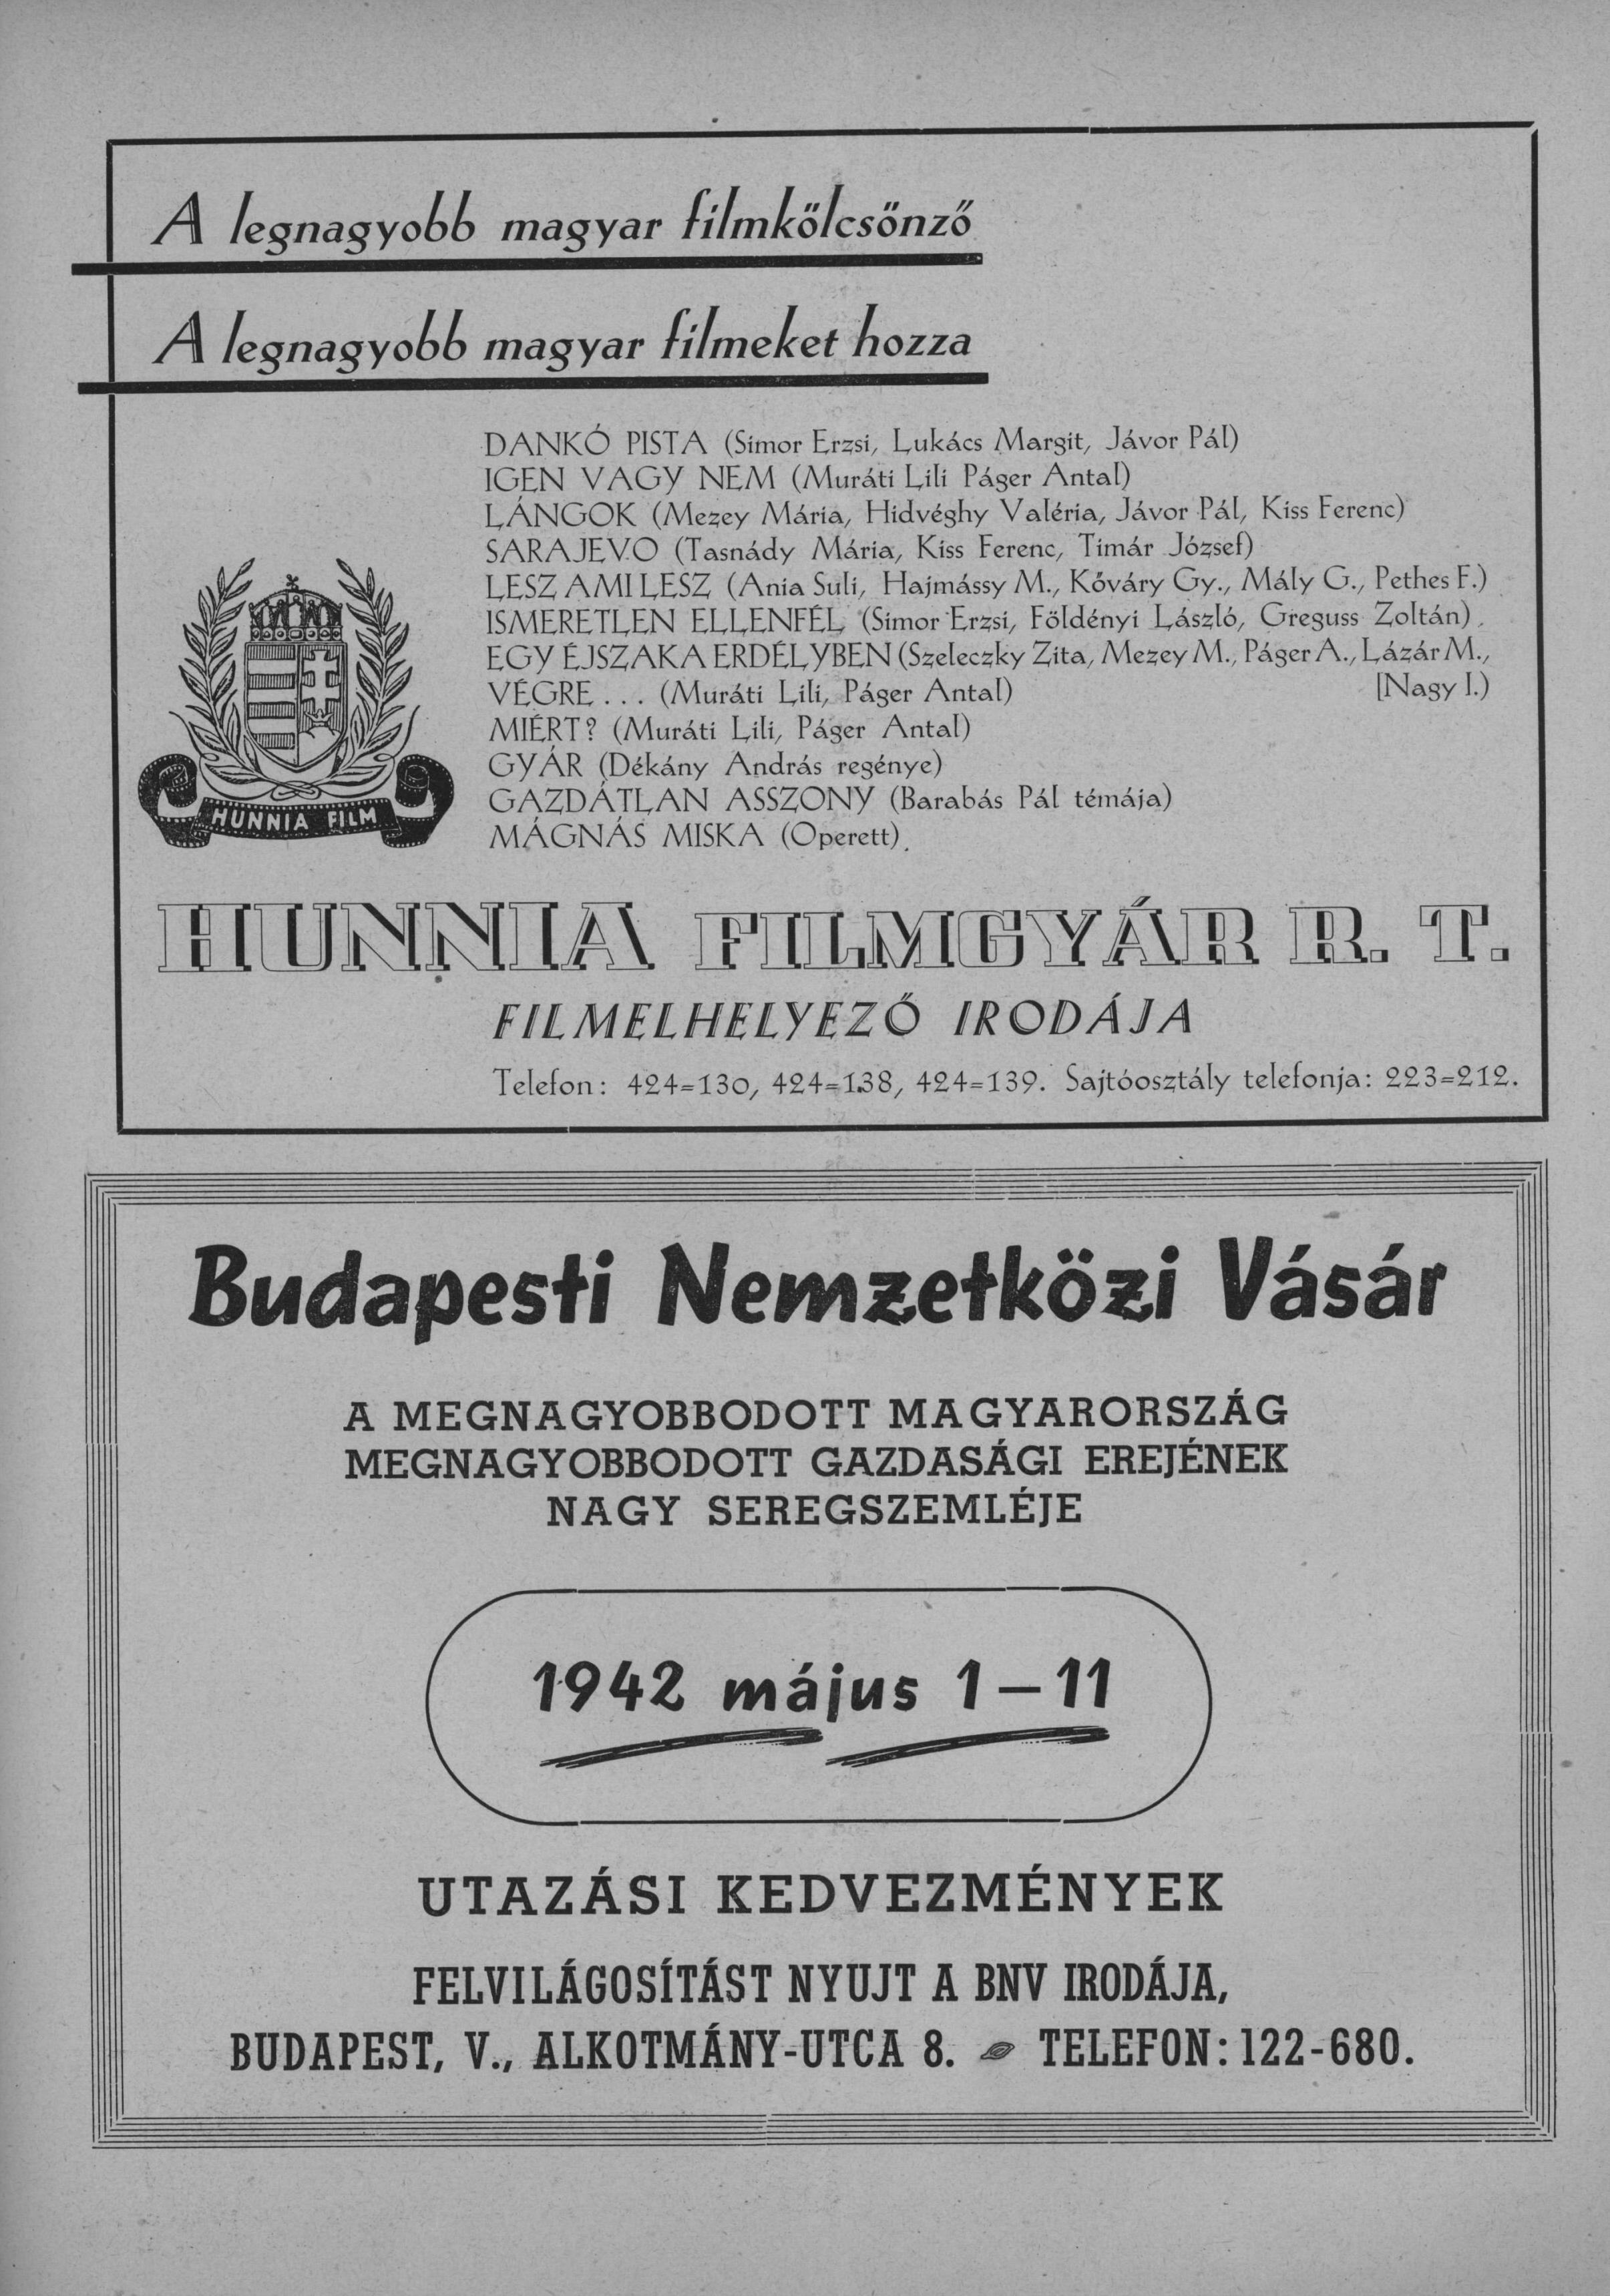 A legnagyobb magyar filmkölcsönző
A legnagyobb magyar filmeket hozza
DANKÓ PISTA (Simor Erzsi, Lukács Margit, Jávor Pál)
IGEN VAGY NEM (Muráti Lili Páger Antal)
LÁNGOK (Mezey Mária, Hidvéghy Valéria, Jávor Pál, Kiss Ferenc)
SARAJEVO (Tasnády Mária, Kiss Ferenc, Timár József)
LESZ AMI LESZ (Ania Suli, Hajmássy M., Kőváry Gy., Mály G., Pethes F.)
ISMERETLEN ELLENFÉL (Simor Erzsi, Földényi László, Greguss Zoltán)
EGY ÉJSZAKA ERDÉLYBEN (Szeleczky Zita, Mezey M., Páger A., Lázár M.,
VÉGRE . . . (Muráti Lili, Páger Antal) [Nagy I.)
MIÉRT? (Muráti Lili, Páger Antal)
GYÁR (Dékány András regénye)
GAZDÁTLAN ASSZONY (Barabás Pál témája)
MÁGNÁS MISKA (Operett).
HUNNIA FILM
HUNNIA FILMGYÁR R. T.
FILMELHELYEZŐ IRODÁJA
Telefon: 424=130, 424=138, 424=139. Sajtóosztály telefonja: 223=212.
Budapesti Nemzetközi Vásár
A MEGNAGYOBBODOTT MAGYARORSZÁG
MEGNAGYOBBODOTT GAZDASÁGI EREJÉNEK
NAGY SEREGSZEMLÉJE
1942 május 1–11
UTAZÁSI KEDVEZMÉNYEK
FELVILÁGOSÍTÁST NYUJT A BNV IRODÁJA,
BUDAPEST, V., ALKOTMÁNY-UTCA 8. TELEFON: 122-680.